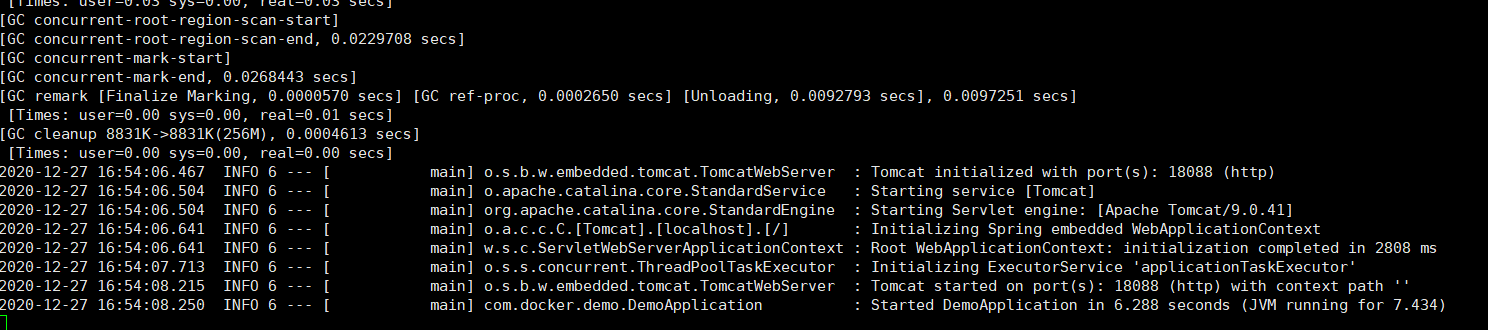 [Times: user=0.03 sys=0.00, real=0.03 secs]
[GC concurrent-root-region-scan-start]
[GC concurrent-root-region-scan-end, 0.0229708 secs]
[GC concurrent-mark-start]
[GC concurrent-mark-end, 0.0268443 secs]
[GC remark [Finalize Marking, 0.0000570 secs] [GC ref-proc, 0.0002650 secs] [Unloading, 0.0092793 secs], 0.0097251 secs]
 [Times: user=0.00 sys=0.00, real=0.01 secs]
[GC cleanup 8831K->8831K(256M), 0.0004613 secs]
 [Times: user=0.00 sys=0.00, real=0.00 secs]
2020-12-27 16:54:06.467  INFO 6 --- [           main] o.s.b.w.embedded.tomcat.TomcatWebServer  : Tomcat initialized with port(s): 18088 (http)
2020-12-27 16:54:06.504  INFO 6 --- [           main] o.apache.catalina.core.StandardService   : Starting service [Tomcat]
2020-12-27 16:54:06.504  INFO 6 --- [           main] org.apache.catalina.core.StandardEngine  : Starting Servlet engine: [Apache Tomcat/9.0.41]
2020-12-27 16:54:06.641  INFO 6 --- [           main] o.a.c.c.C.[Tomcat].[localhost].[/]       : Initializing Spring embedded WebApplicationContext
2020-12-27 16:54:06.641  INFO 6 --- [           main] w.s.c.ServletWebServerApplicationContext : Root WebApplicationContext: initialization completed in 2808 ms
2020-12-27 16:54:07.713  INFO 6 --- [           main] o.s.s.concurrent.ThreadPoolTaskExecutor  : Initializing ExecutorService 'applicationTaskExecutor'
2020-12-27 16:54:08.215  INFO 6 --- [           main] o.s.b.w.embedded.tomcat.TomcatWebServer  : Tomcat started on port(s): 18088 (http) with context path ''
2020-12-27 16:54:08.250  INFO 6 --- [           main] com.docker.demo.DemoApplication          : Started DemoApplication in 6.288 seconds (JVM running for 7.434)